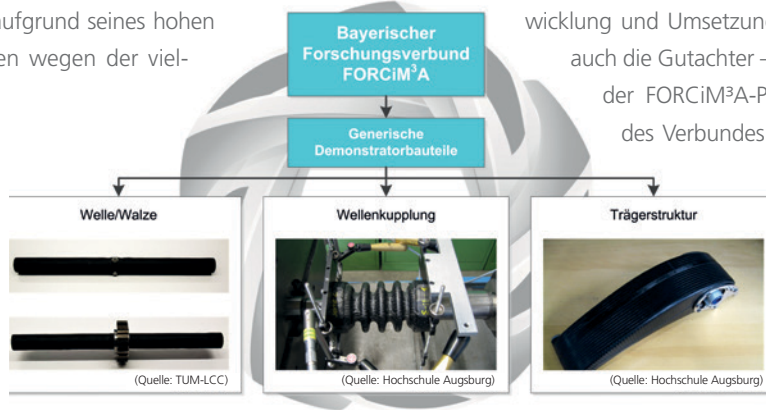 aufgrund seines hohen
en wegen der viel-
wicklung und Umsetzung
auch die Gutachter –
der FORCiM³A-P
des Verbundes
Bayerischer
Forschungsverbund
FORCiM³A
Generische
Demonstratorbauteile
Welle/Walze
(Quelle: TUM-LCC)
Wellenkupplung
(Quelle: Hochschule Augsburg)
Trägerstruktur
(Quelle: Hochschule Augsburg)